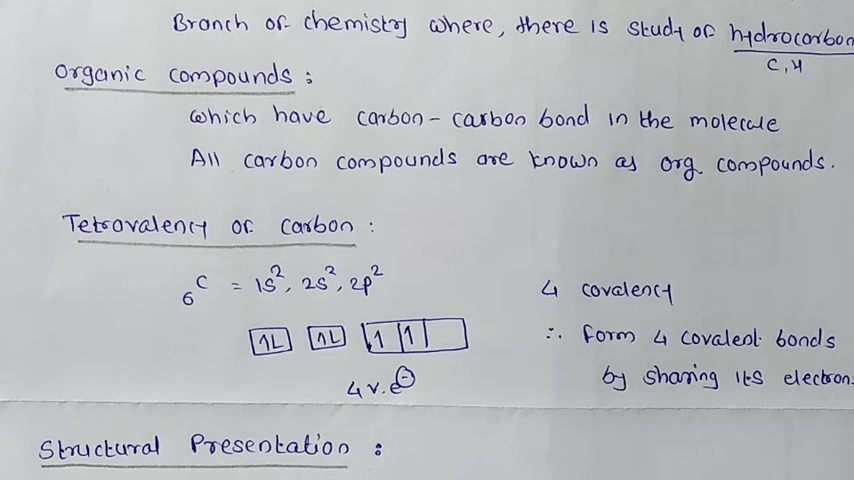 Branch of chemistry where, there is study of hydrocarbon
C, H
Organic compounds :
which have carbon - carbon bond in the molecule
All carbon compounds are known as org. compounds.
Tetrovalency of carbon :
₆C = 1s², 2s², 2p²
4 covalency
1L 1L 1 1
∴ form 4 covalent bonds
by sharing its electron.
4 v. e⊖
Structural Presentation :